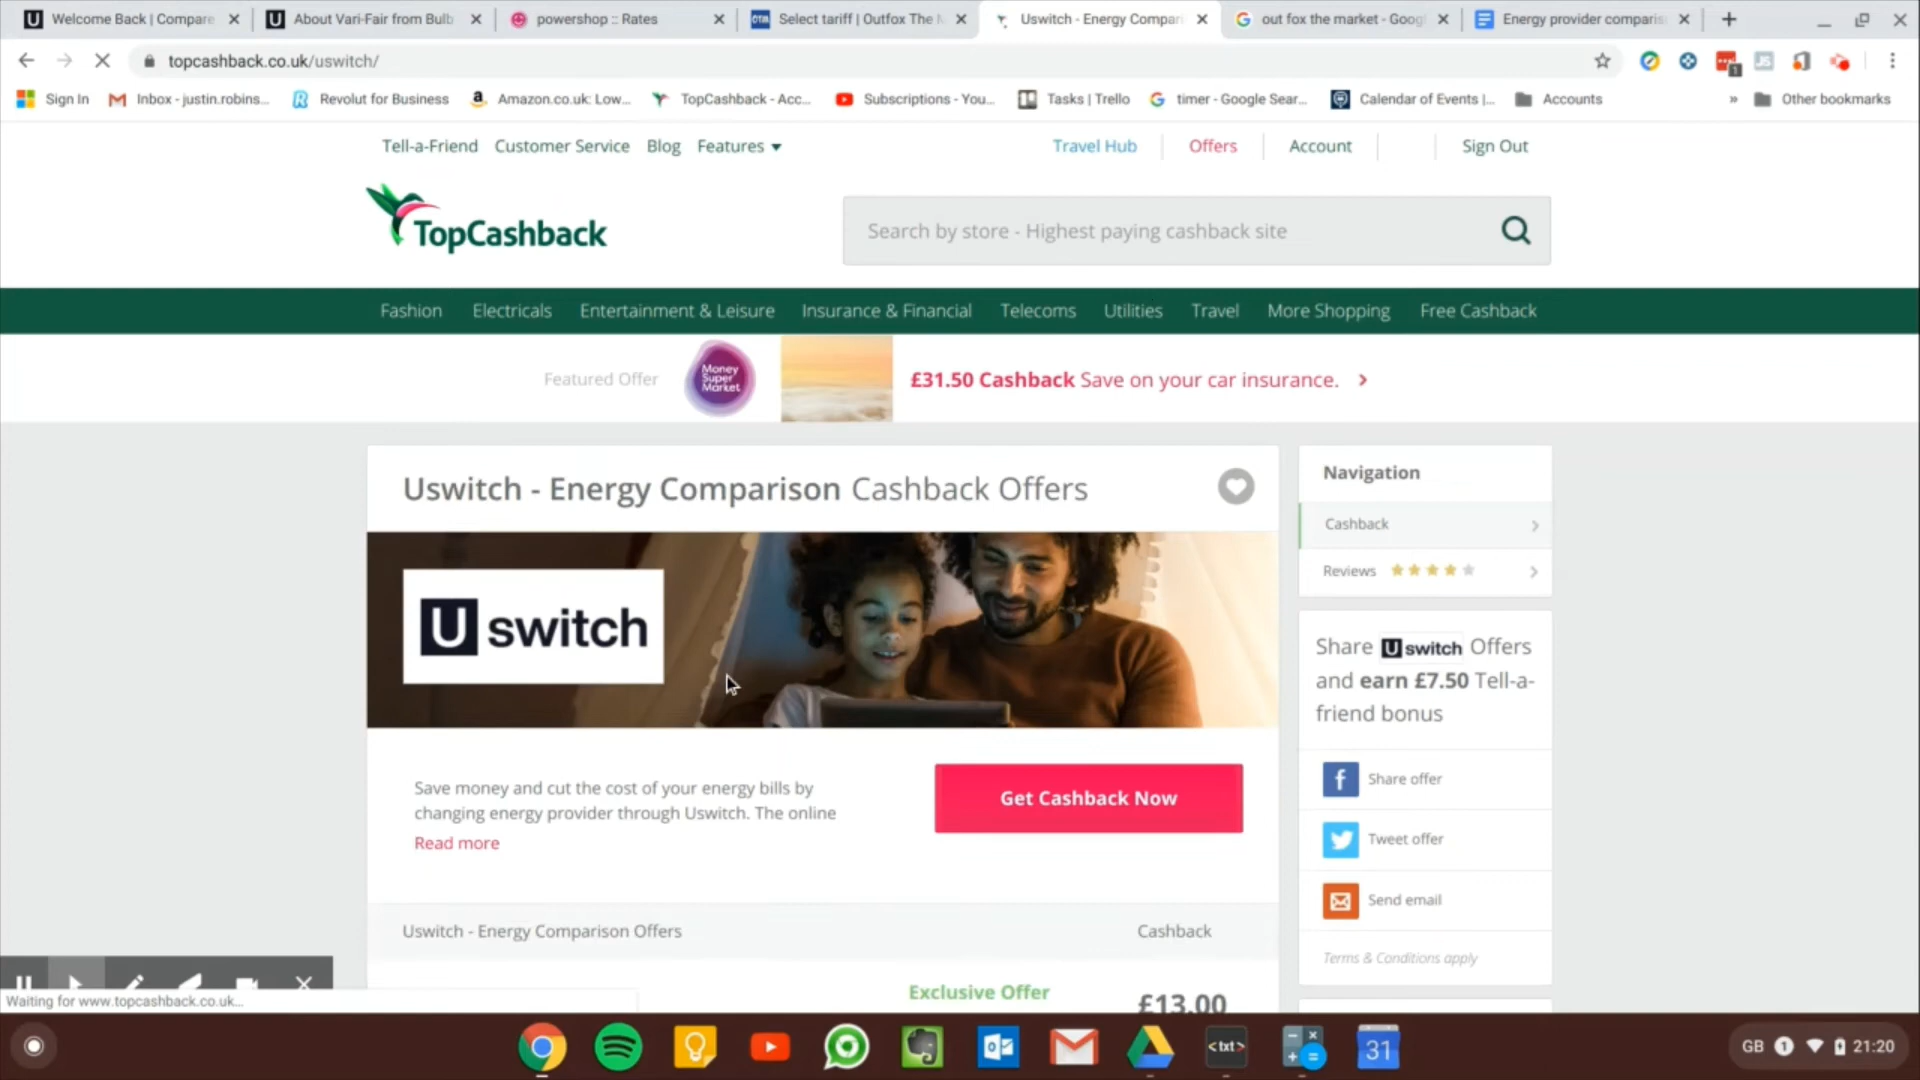 Welcome Back | Compare
About Vari-Fair from Bulb
powershop :: Rates
Select tariff | Outfox The M
Uswitch - Energy Compari
out fox the market - Goog
Energy provider comparis
topcashback.co.uk/uswitch/
Sign In
Inbox - justin.robins...
Revolut for Business
Amazon.co.uk: Low...
TopCashback - Acc...
Subscriptions - You...
Tasks | Trello
timer - Google Sear...
Calendar of Events |...
Accounts
»
Other bookmarks
Tell-a-Friend
Customer Service
Blog
Features
Travel Hub
Offers
Account
Sign Out
TopCashback
Search by store - Highest paying cashback site
Fashion
Electricals
Entertainment & Leisure
Insurance & Financial
Telecoms
Utilities
Travel
More Shopping
Free Cashback
Featured Offer
Money
Super
Market
£31.50 Cashback Save on your car insurance.
Uswitch - Energy Comparison Cashback Offers
U switch
Save money and cut the cost of your energy bills by
changing energy provider through Uswitch. The online
Read more
Get Cashback Now
Uswitch - Energy Comparison Offers
Cashback
Exclusive Offer
£13.00
Navigation
Cashback
Reviews
Share U switch Offers
and earn £7.50 Tell-a-
friend bonus
Share offer
Tweet offer
Send email
Terms & Conditions apply
Waiting for www.topcashback.co.uk...
<txt>
31
GB
1
21:20